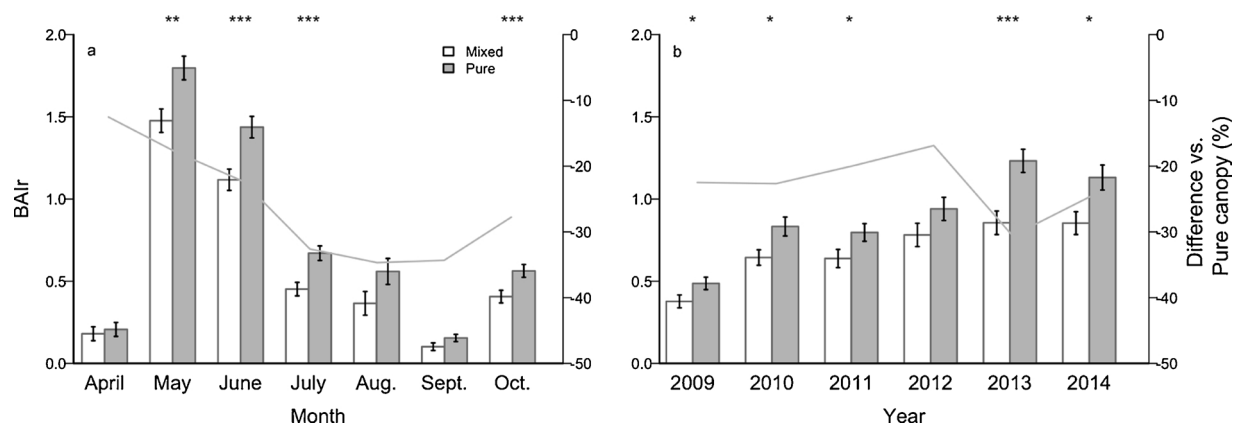 ** *** *** ***
2.0
1.5
1.0
0.5
0.0
BAIr
a
Mixed
Pure
0
-10
-20
-30
-40
-50
April May June July Aug. Sept. Oct.
Month
* * * *** *
2.0
1.5
1.0
0.5
0.0
b
0
-10
-20
-30
-40
-50
Difference vs.
Pure canopy (%)
2009 2010 2011 2012 2013 2014
Year